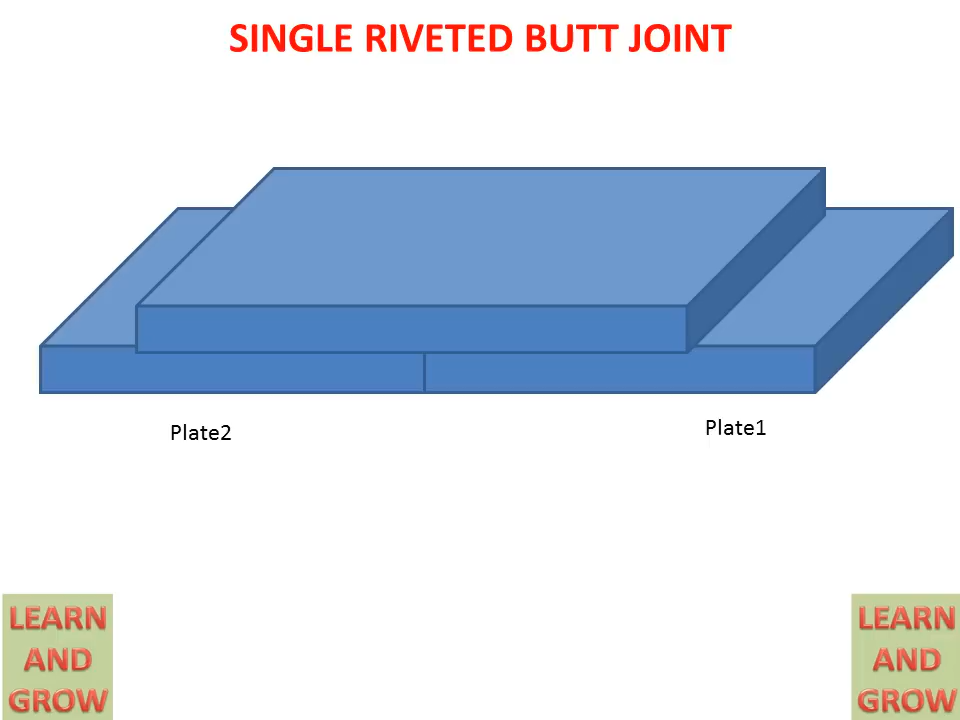 SINGLE RIVETED BUTT JOINT
Plate2
Plate1
LEARN
AND
GROW
LEARN
AND
GROW